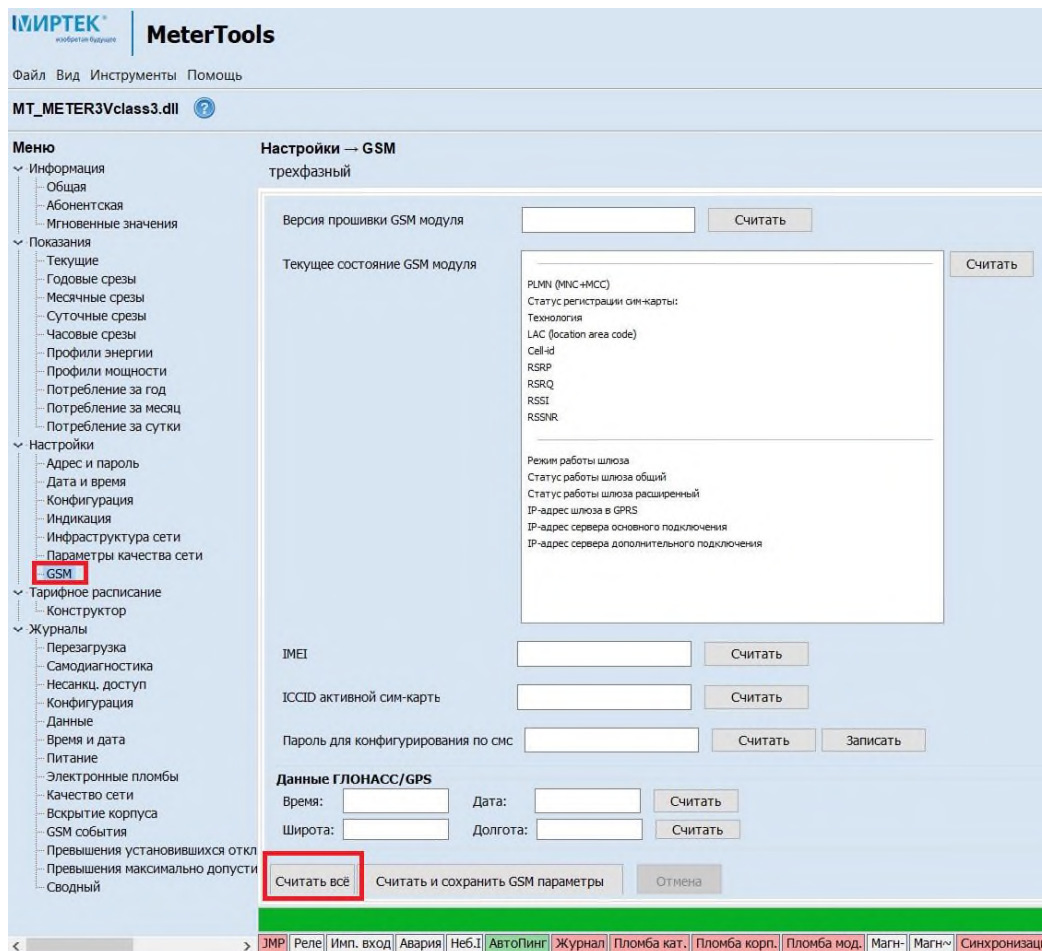 МИРТЕК
изобретая будущее
MeterTools
Файл Вид Инструменты Помощь
MT_METER3Vclass3.dll ?
Меню
Информация
Общая
Абонентская
Мгновенные значения
Показания
Текущие
Годовые срезы
Месячные срезы
Суточные срезы
Часовые срезы
Профили энергии
Профили мощности
Потребление за год
Потребление за месяц
Потребление за сутки
Настройки
Адрес и пароль
Дата и время
Конфигурация
Индикация
Инфраструктура сети
Параметры качества сети
GSM
Тарифное расписание
Конструктор
Журналы
Перезагрузка
Самодиагностика
Несанкц. доступ
Конфигурация
Данные
Время и дата
Питание
Электронные пломбы
Качество сети
Вскрытие корпуса
GSM события
Превышения установившихся откл
Превышения максимально допусти
Сводный
Настройки → GSM
трехфазный
Версия прошивки GSM модуля Считать
Текущее состояние GSM модуля Считать
PLMN (MNC+MCC)
Статус регистрации сим-карты:
Технология
LAC (location area code)
Cell-id
RSRP
RSRQ
RSSI
RSSNR
Режим работы шлюза
Статус работы шлюза общий
Статус работы шлюза расширенный
IP-адрес шлюза в GPRS
IP-адрес сервера основного подключения
IP-адрес сервера дополнительного подключения
IMEI Считать
ICCID активной сим-карть Считать
Пароль для конфигурирования по смс Считать Записать
Данные ГЛОНАСС/GPS
Время: Дата: Считать
Широта: Долгота: Считать
Считать всё Считать и сохранить GSM параметры Отмена
JMP Реле Имп. вход Авария Неб.I АвтоПинг Журнал Пломба кат. Пломба корп. Пломба мод. Магн- Магн~ Синхронизац